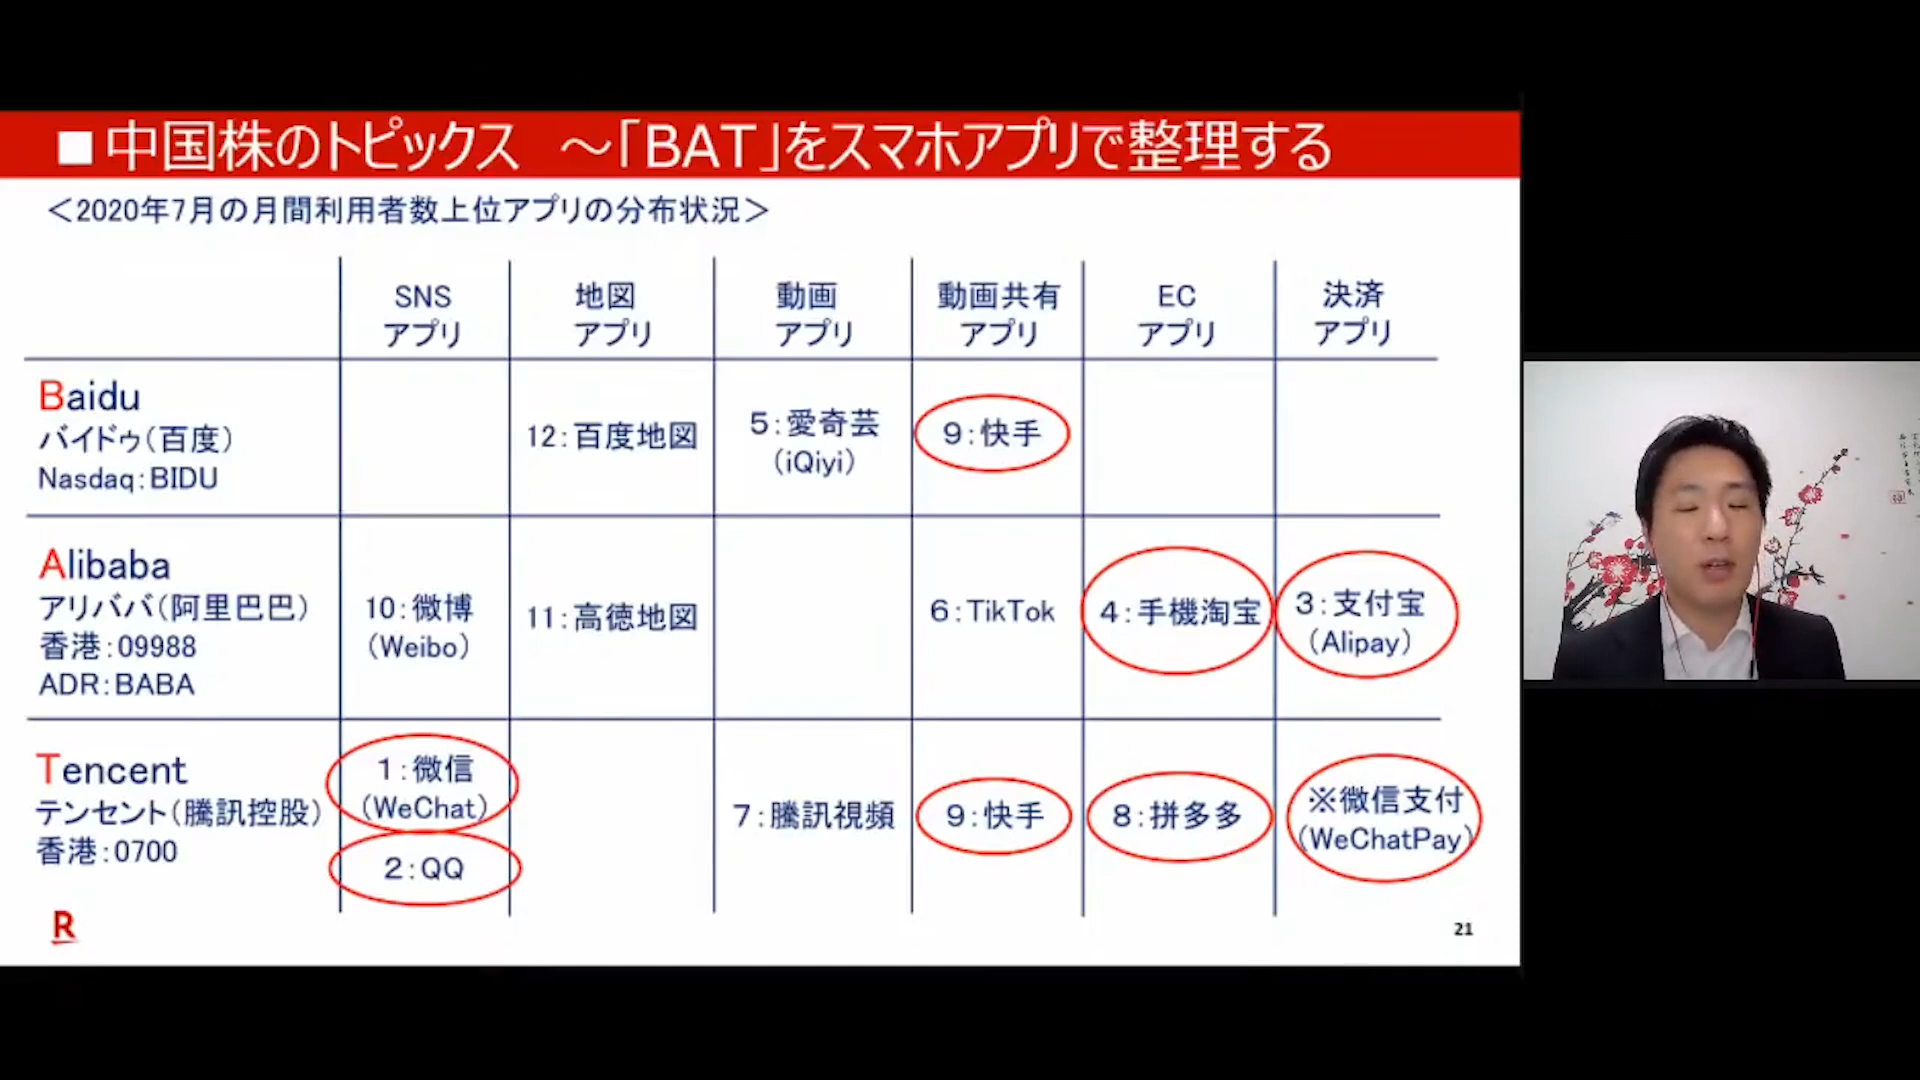 ■中国株のトピックス ～「BAT」をスマホアプリで整理する
＜2020年7月の月間利用者数上位アプリの分布状況＞
SNS
アプリ
地図
アプリ
動画
アプリ
動画共有
アプリ
EC
アプリ
決済
アプリ
Baidu
バイドゥ(百度)
Nasdaq:BIDU
12:百度地図
5:愛奇芸
(iQiyi)
9:快手
Alibaba
アリババ(阿里巴巴)
香港:09988
ADR:BABA
10:微博
(Weibo)
11:高徳地図
6:TikTok
4:手機淘宝
3:支付宝
(Alipay)
Tencent
テンセント(騰訊控股)
香港:0700
1:微信
(WeChat)
2:QQ
7:騰訊視頻
9:快手
8:拼多多
※微信支付
(WeChatPay)
R
21